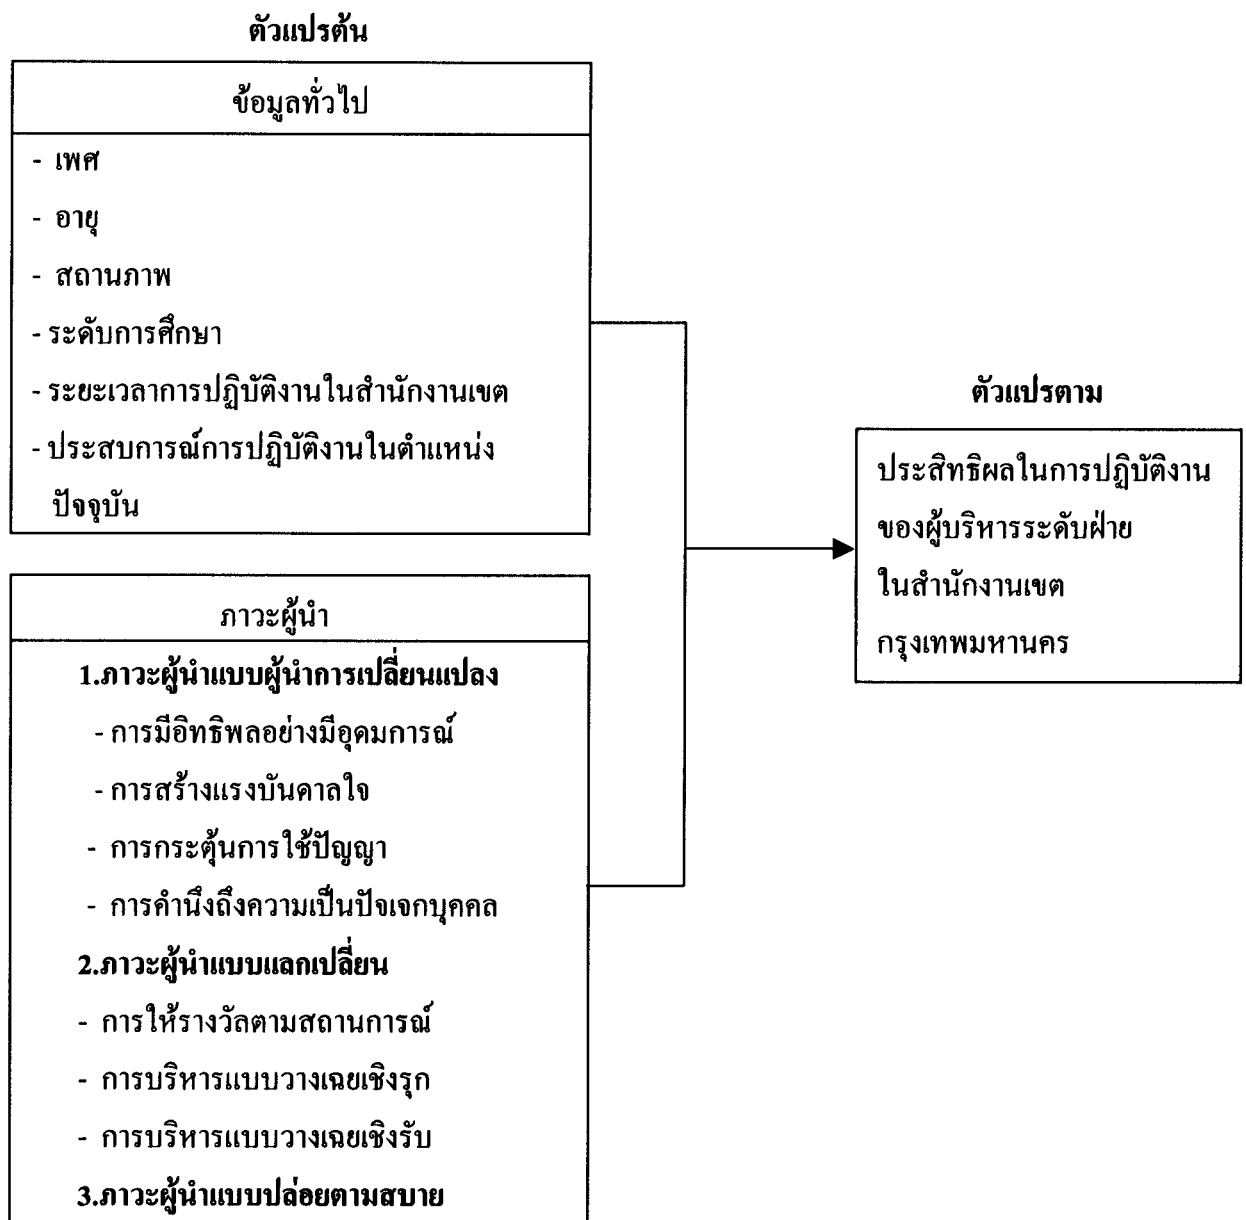 ตัวแปรต้น
ข้อมูลทั่วไป
- เพศ
- อายุ
- สถานภาพ
- ระดับการศึกษา
- ระยะเวลาการปฏิบัติงานในสำนักงานเขต
- ประสบการณ์การปฏิบัติงานในตำแหน่ง
ปัจจุบัน
ภาวะผู้นำ
1.ภาวะผู้นำแบบผู้นำการเปลี่ยนแปลง
- การมีอิทธิพลอย่างมีอุดมการณ์
- การสร้างแรงบันดาลใจ
- การกระตุ้นการใช้ปัญญา
- การคำนึงถึงความเป็นปัจเจกบุคคล
2.ภาวะผู้นำแบบแลกเปลี่ยน
- การให้รางวัลตามสถานการณ์
- การบริหารแบบวางเฉยเชิงรุก
- การบริหารแบบวางเฉยเชิงรับ
3.ภาวะผู้นำแบบปล่อยตามสบาย
ตัวแปรตาม
ประสิทธิผลในการปฏิบัติงาน
ของผู้บริหารระดับฝ่าย
ในสำนักงานเขต
กรุงเทพมหานคร